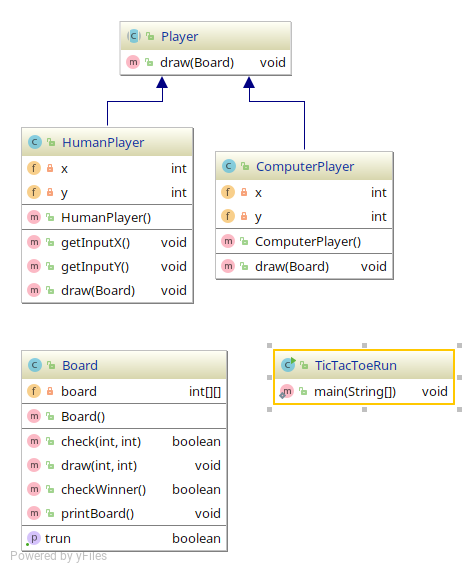 Player
draw(Board) void
HumanPlayer
x int
y int
HumanPlayer()
getInputX() void
getInputY() void
draw(Board) void
ComputerPlayer
x int
y int
ComputerPlayer()
draw(Board) void
Board
board int[][]
Board()
check(int, int) boolean
draw(int, int) void
checkWinner() boolean
printBoard() void
trun boolean
TicTacToeRun
main(String[]) void
Powered by yFiles